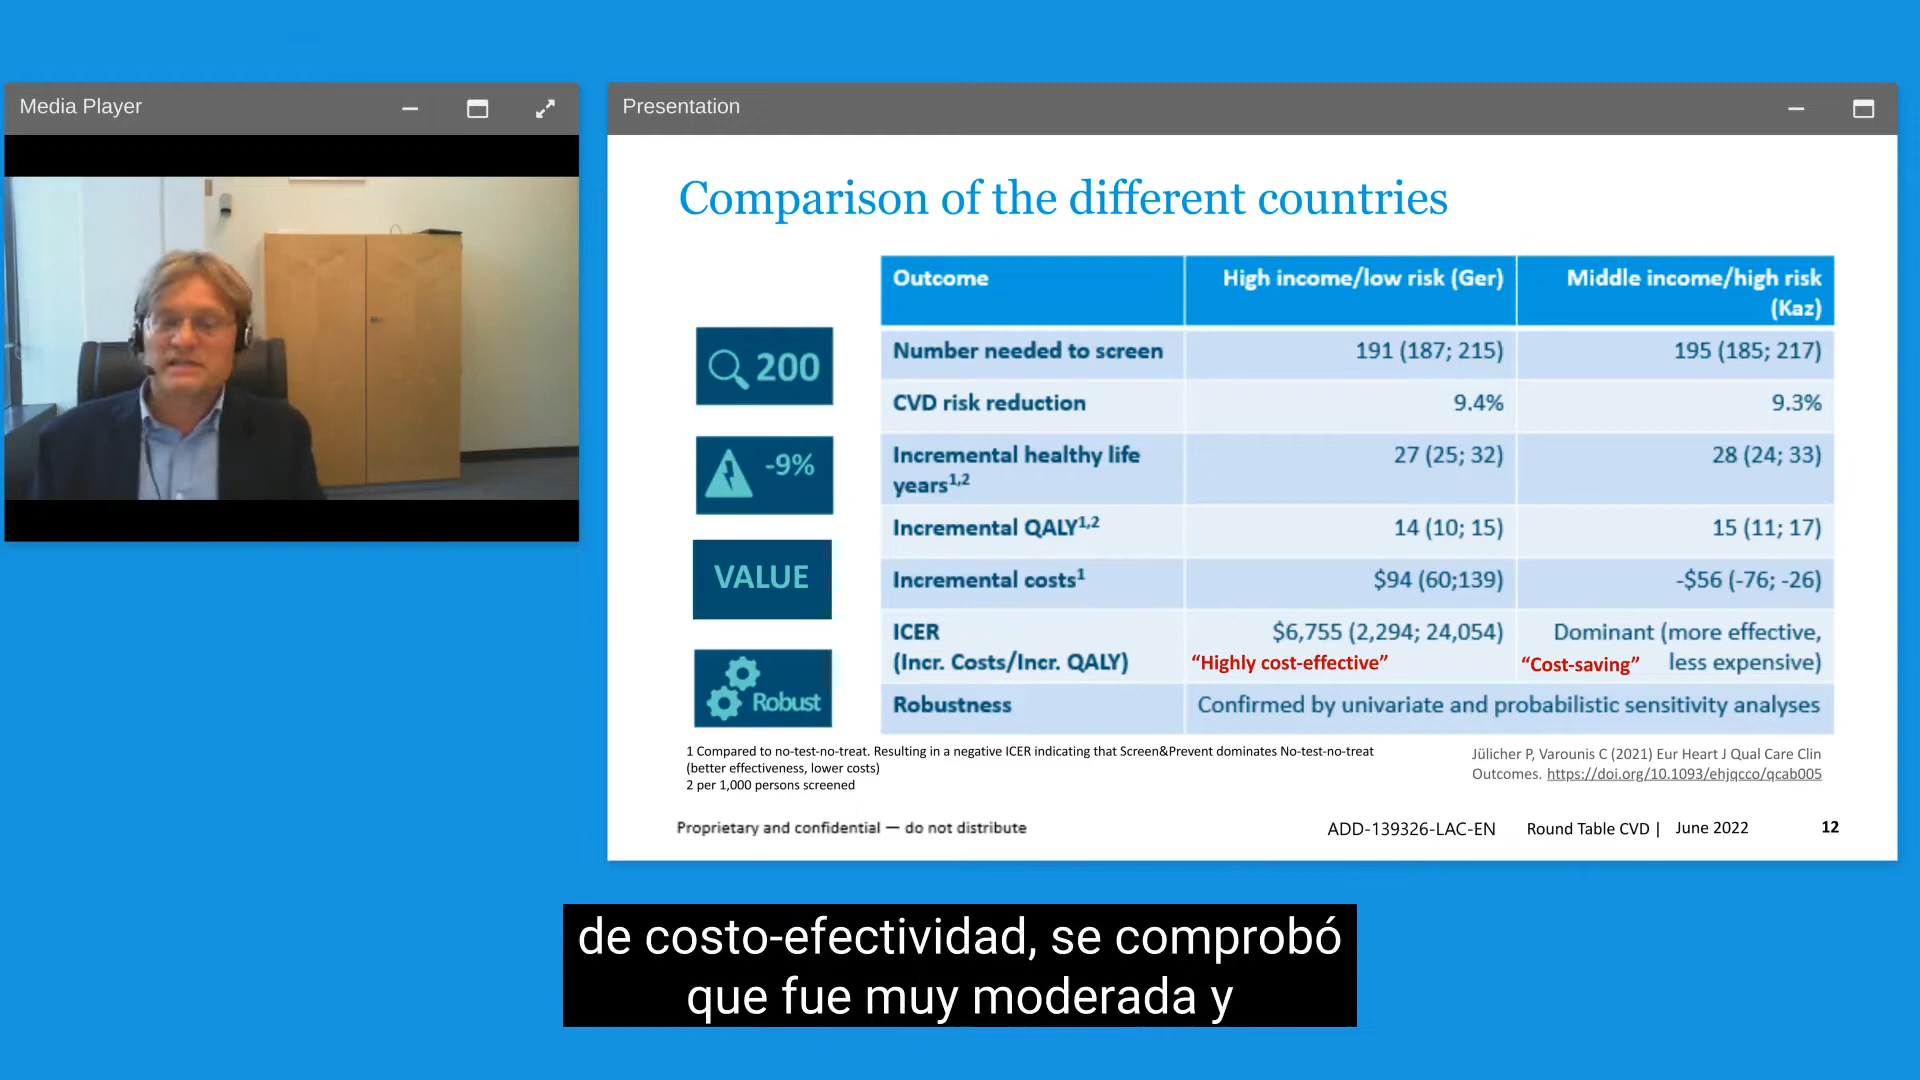 Media Player
Presentation
Comparison of the different countries
Outcome
High income/low risk (Ger)
Middle income/high risk
(Kaz)
200
Number needed to screen
191 (187; 215)
195 (185; 217)
CVD risk reduction
9.4%
9.3%
-9%
Incremental healthy life
years1,2
27 (25; 32)
28 (24; 33)
Incremental QALY1,2
14 (10; 15)
15 (11; 17)
VALUE
Incremental costs1
$94 (60;139)
-$56 (-76; -26)
ICER
(Incr. Costs/Incr. QALY)
$6,755 (2,294; 24,054)
“Highly cost-effective”
Dominant (more effective,
“Cost-saving” less expensive)
Robust
Robustness
Confirmed by univariate and probabilistic sensitivity analyses
1 Compared to no-test-no-treat. Resulting in a negative ICER indicating that Screen&Prevent dominates No-test-no-treat
(better effectiveness, lower costs)
2 per 1,000 persons screened
Jülicher P, Varounis C (2021) Eur Heart J Qual Care Clin
Outcomes. https://doi.org/10.1093/ehjqcco/qcab005
Proprietary and confidential — do not distribute
ADD-139326-LAC-EN
Round Table CVD |
June 2022
12
de costo-efectividad, se comprobó
que fue muy moderada y